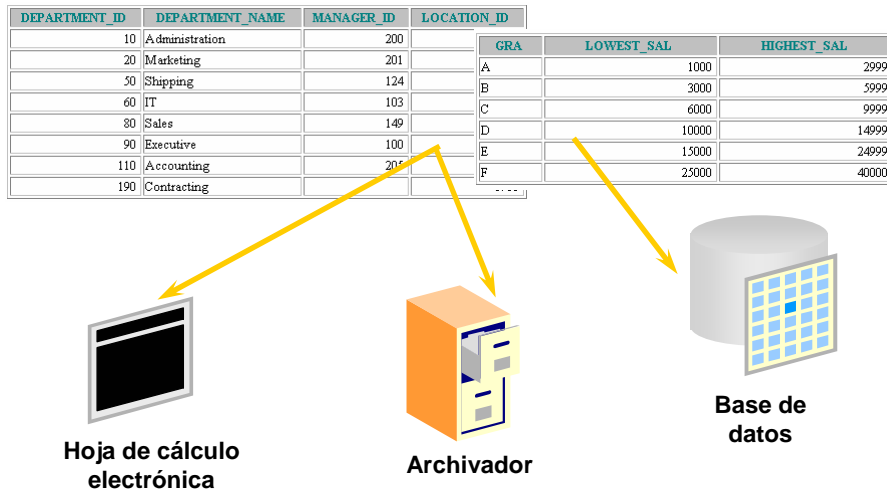 DEPARTMENT_ID DEPARTMENT_NAME MANAGER_ID LOCATION_ID
10 Administration 200
20 Marketing 201
50 Shipping 124
60 IT 103
80 Sales 149
90 Executive 100
110 Accounting 205
190 Contracting
GRA LOWEST_SAL HIGHEST_SAL
A 1000 2999
B 3000 5999
C 6000 9999
D 10000 14999
E 15000 24999
F 25000 40000
Hoja de cálculo
electrónica
Archivador
Base de
datos